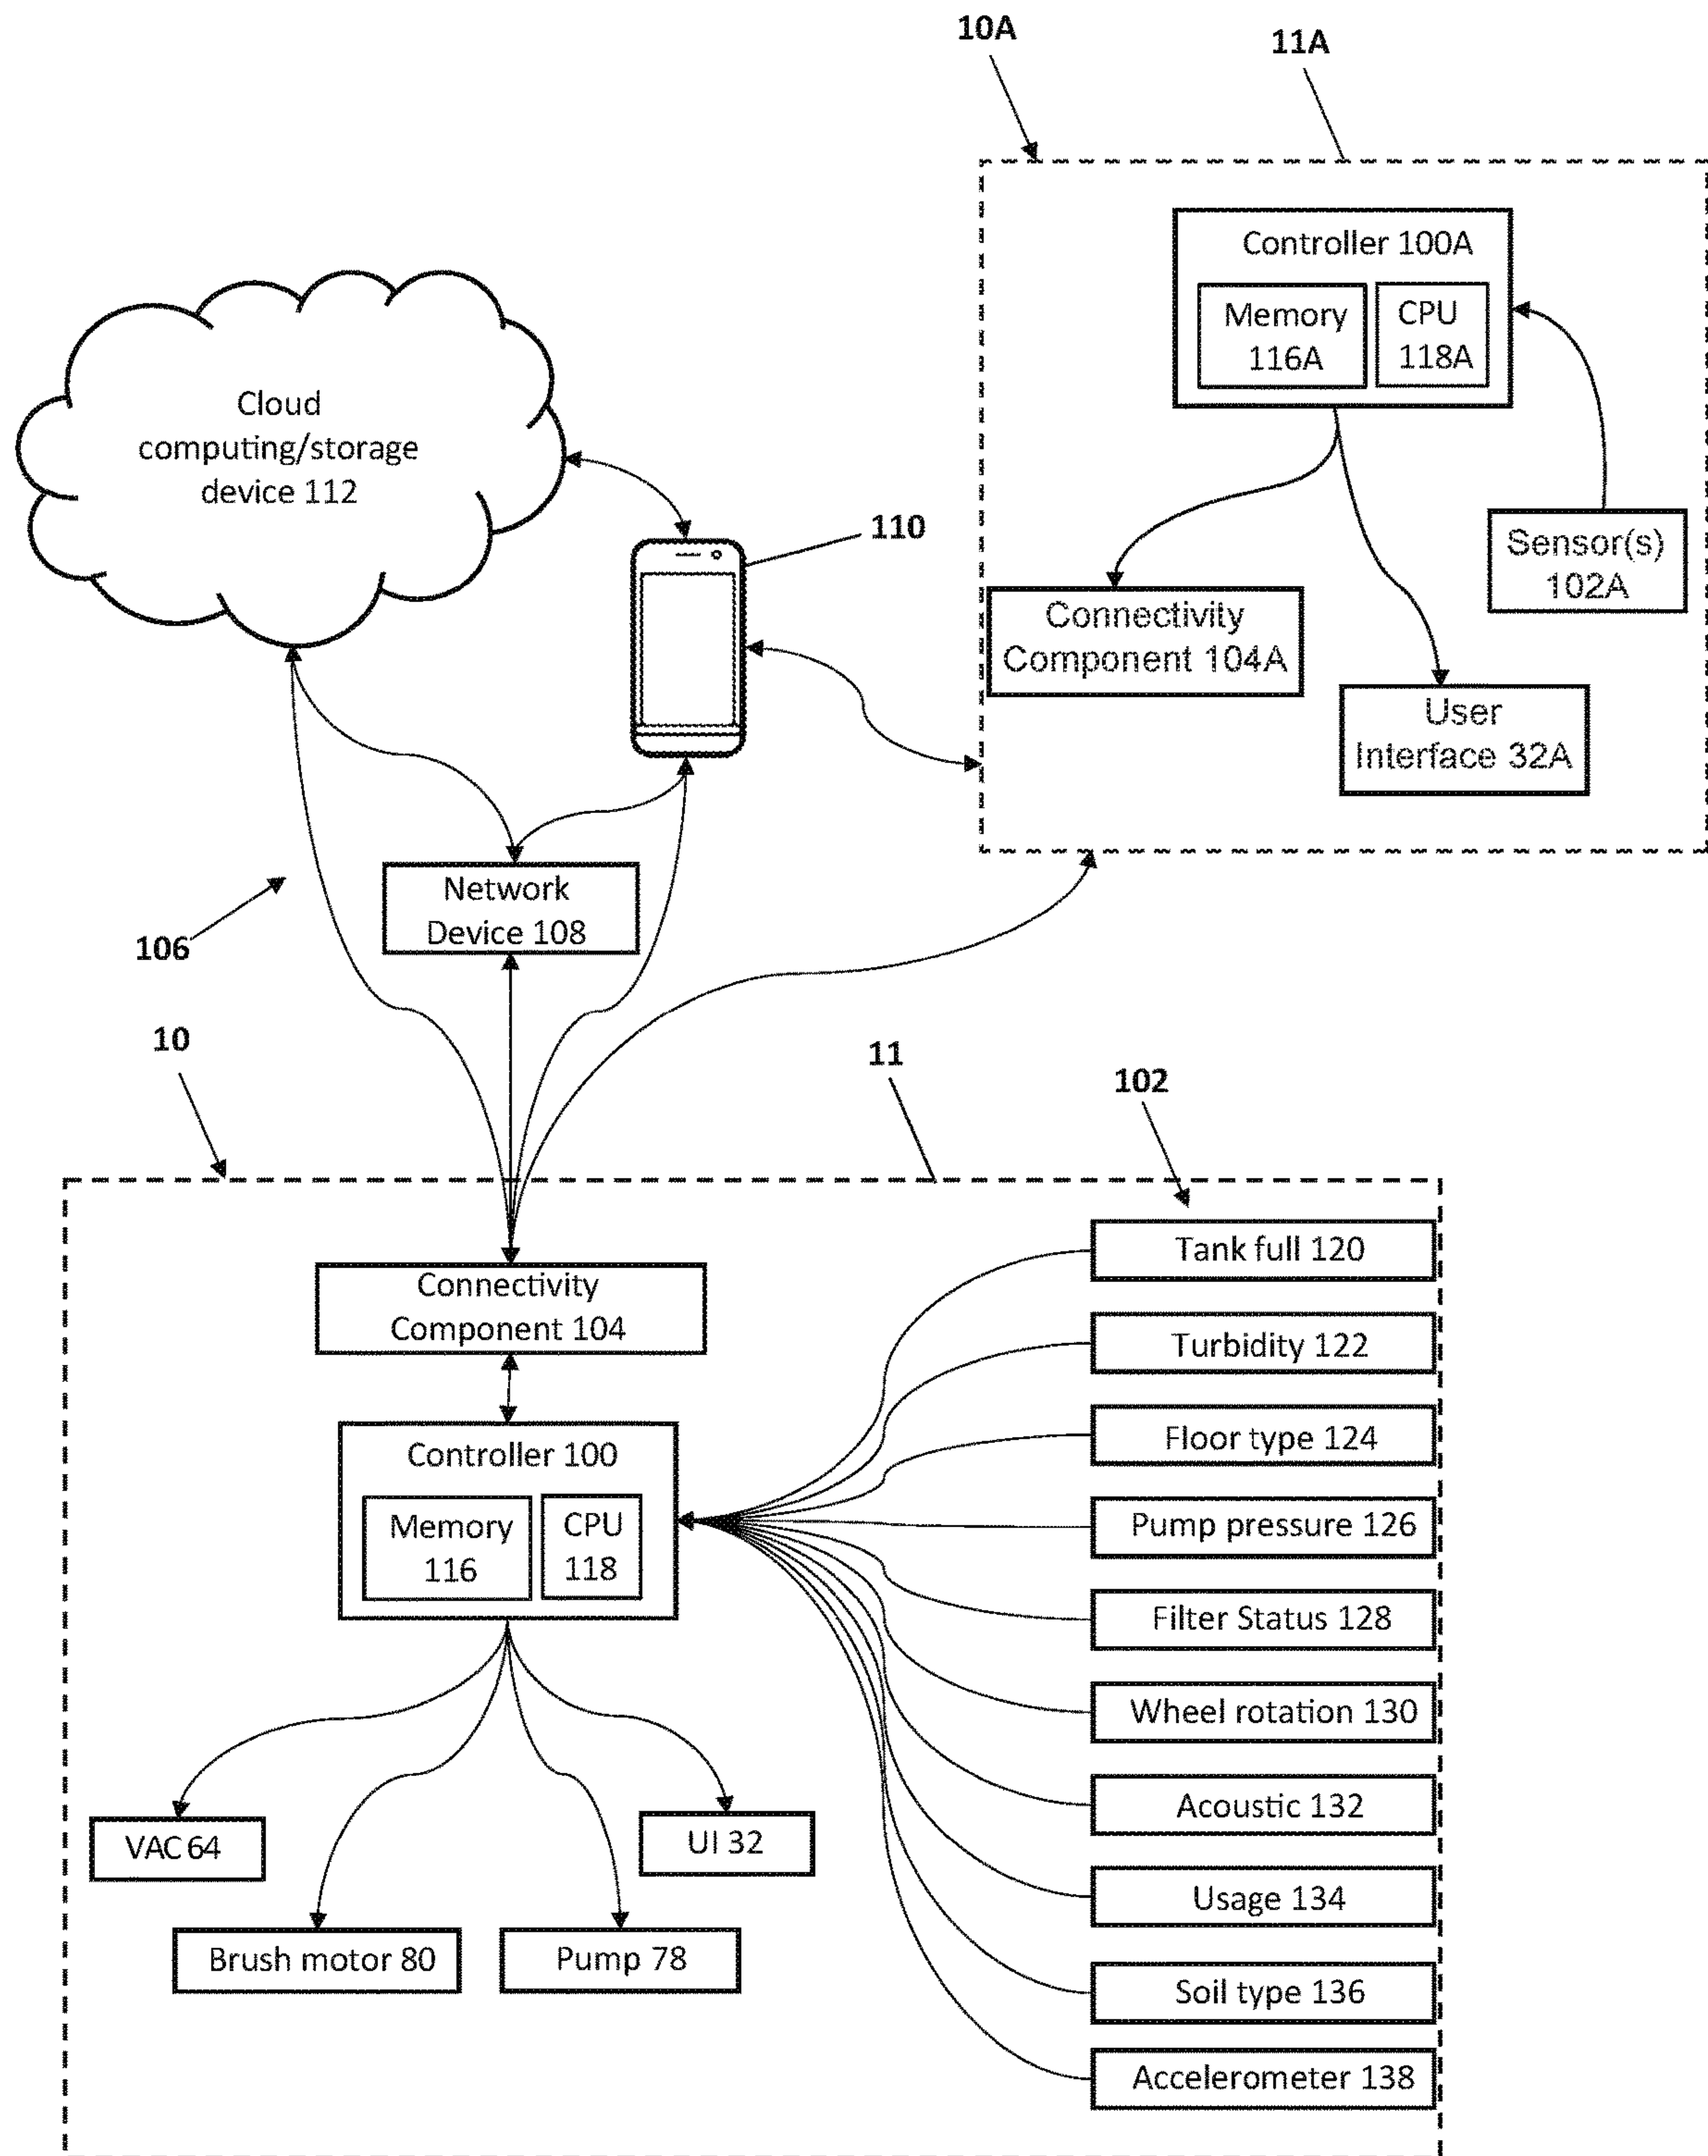 10A
11A
Controller 100A
Memory
116A
CPU
118A
Cloud
computing/storage
device 112
110
Sensor(s)
102A
Connectivity
Component 104A
User
Interface 32A
Network
Device 108
106
10
11
102
Tank full 120
Connectivity
Component 104
Turbidity 122
Floor type 124
Controller 100
Memory
116
CPU
118
Pump pressure 126
Filter Status 128
Wheel rotation 130
Acoustic 132
VAC 64
UI 32
Usage 134
Brush motor 80
Pump 78
Soil type 136
Accelerometer 138